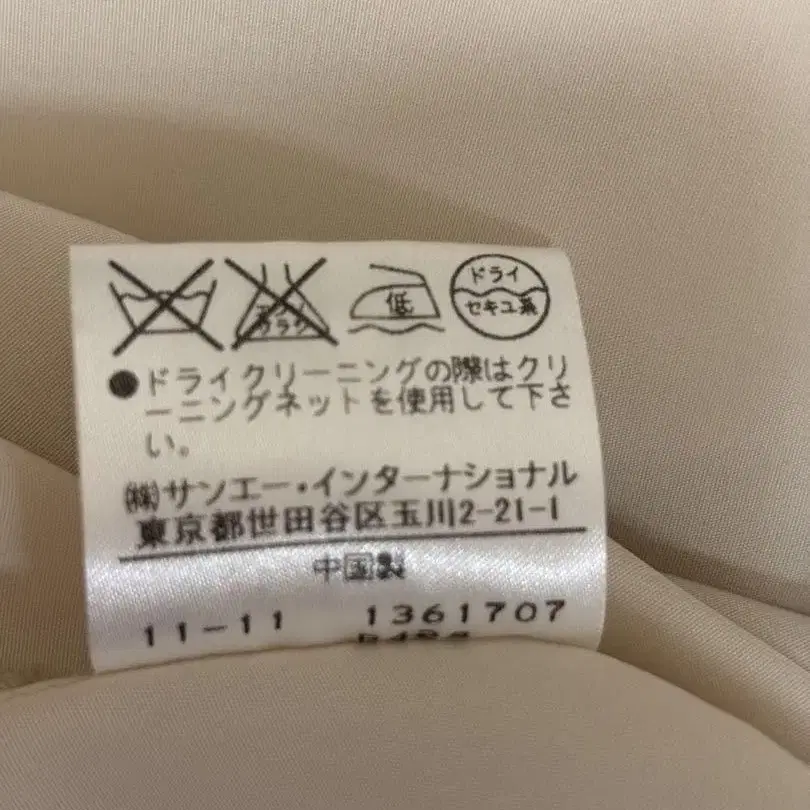 低
ドライ
セキユ系
●ドライクリーニングの際はクリ
ーニングネットを使用して下さ
い。
㈱サンエー・インターナショナル
東京都世田谷区玉川2-21-1
中国製
11-11 1361707